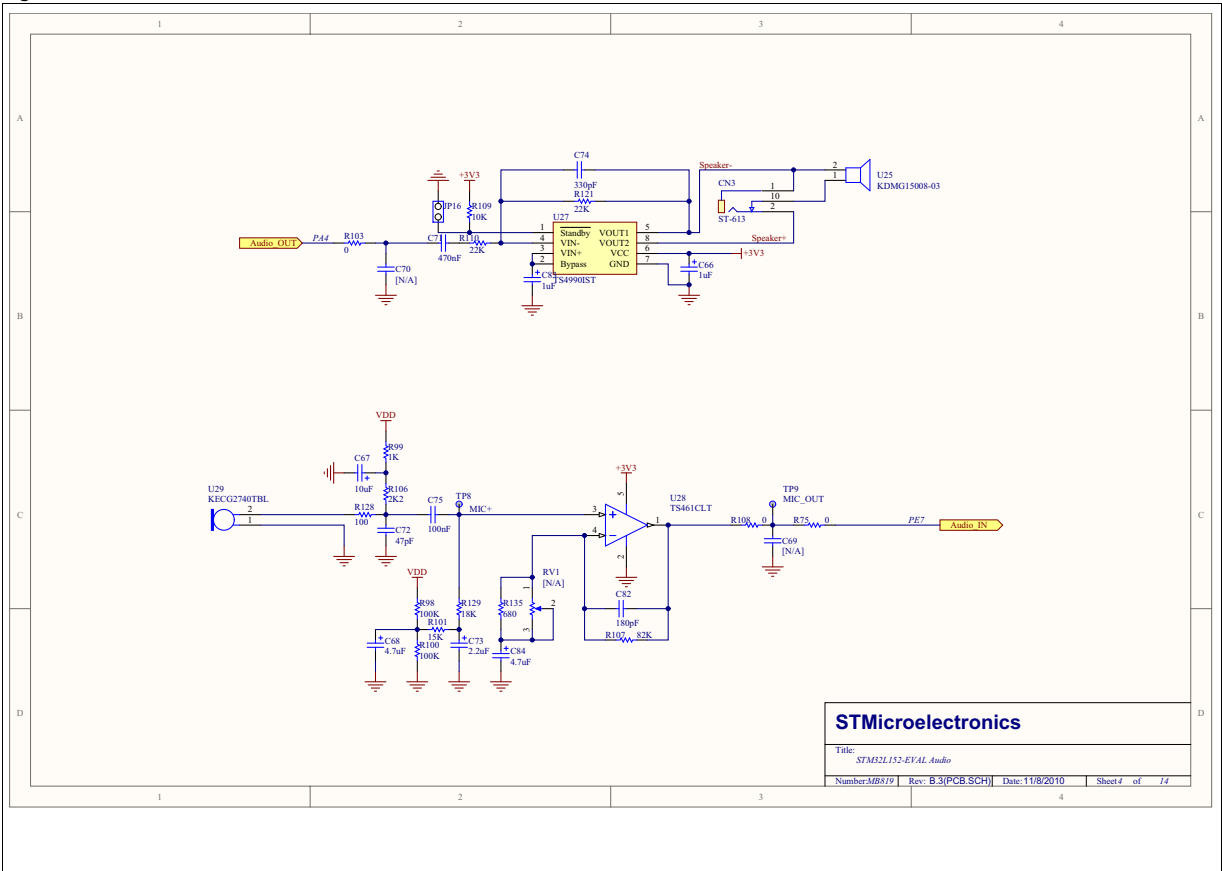 1 2 3 4
A A
B B
C C
D D
C74
330pF
R121
22K
+3V3
JP16
R109
10K
U27
TS4990IST
Standby
VIN-
VIN+
Bypass
VOUT1
VOUT2
VCC
GND
1
4
3
2
5
8
6
7
Audio_OUT
PA4
R103
0
C70
[N/A]
470nF
R110
22K
1uF
C66
1uF
+3V3
Speaker-
Speaker+
CN3
ST-613
1
10
2
2
1
U25
KDMG15008-03
VDD
R99
1K
C67
10uF
R106
2K2
U29
KECG2740TBL
2
1
R128
100
C72
47pF
C75
100nF
TP8
MIC+
VDD
R98
100K
R101
15K
R100
100K
C68
4.7uF
R129
18K
C73
2.2uF
R135
680
RV1
[N/A]
1
2
3
C84
4.7uF
+3V3
U28
TS461CLT
3
4
5
1
2
C82
180pF
R107 82K
R108 0
TP9
MIC_OUT
R75 0
C69
[N/A]
PE7
Audio_IN
STMicroelectronics
Title:
STM32L152-EVAL Audio
Number:MB819 Rev: B.3(PCB.SCH) Date:11/8/2010 Sheet4 of 14
1 2 3 4